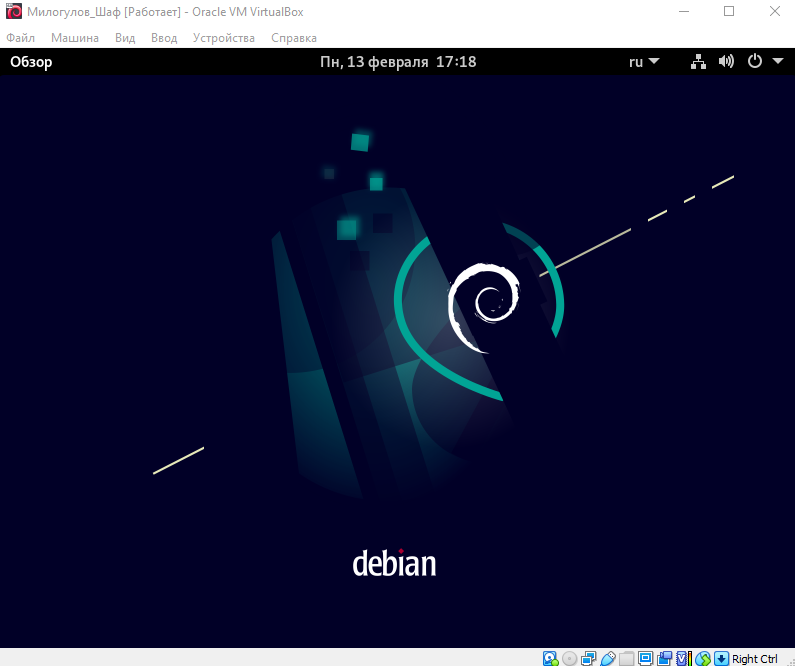 Милогулов_Шаф [Работает] - Oracle VM VirtualBox
Файл Машина Вид Ввод Устройства Справка
Обзор Пн, 13 февраля 17:18 ru
debian
Right Ctrl